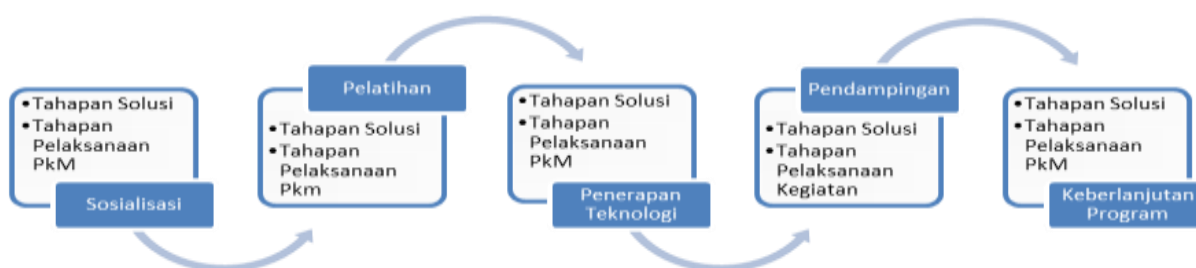 •Tahapan Solusi
•Tahapan
Pelaksanaan
PkM
Sosialisasi
Pelatihan
•Tahapan Solusi
•Tahapan
Pelaksanaan
Pkm
•Tahapan Solusi
•Tahapan
Pelaksanaan
PkM
Penerapan
Teknologi
Pendampingan
•Tahapan Solusi
•Tahapan
Pelaksanaan
Kegiatan
•Tahapan Solusi
•Tahapan
Pelaksanaan
PkM
Keberlanjutan
Program